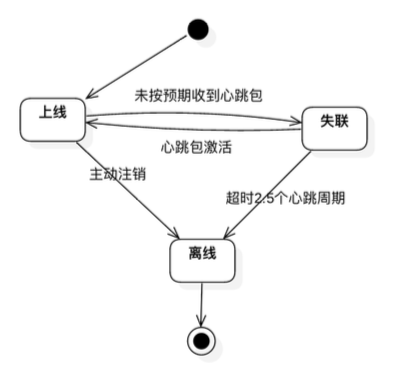 未按预期收到心跳包
上线
失联
心跳包激活
主动注销
超时2.5个心跳周期
离线